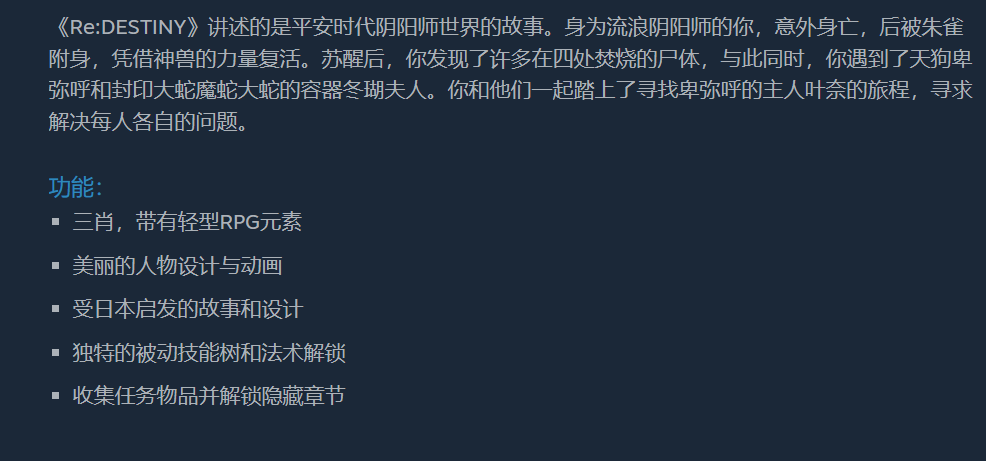 《Re:DESTINY》讲述的是平安时代阴阳师世界的故事。身为流浪阴阳师的你，意外身亡，后被朱雀
附身，凭借神兽的力量复活。苏醒后，你发现了许多在四处焚烧的尸体，与此同时，你遇到了天狗卑
弥呼和封印大蛇魔蛇大蛇的容器冬瑚夫人。你和他们一起踏上了寻找卑弥呼的主人叶奈的旅程，寻求
解决每人各自的问题。
功能：
▪ 三肖，带有轻型RPG元素
▪ 美丽的人物设计与动画
▪ 受日本启发的故事和设计
▪ 独特的被动技能树和法术解锁
▪ 收集任务物品并解锁隐藏章节